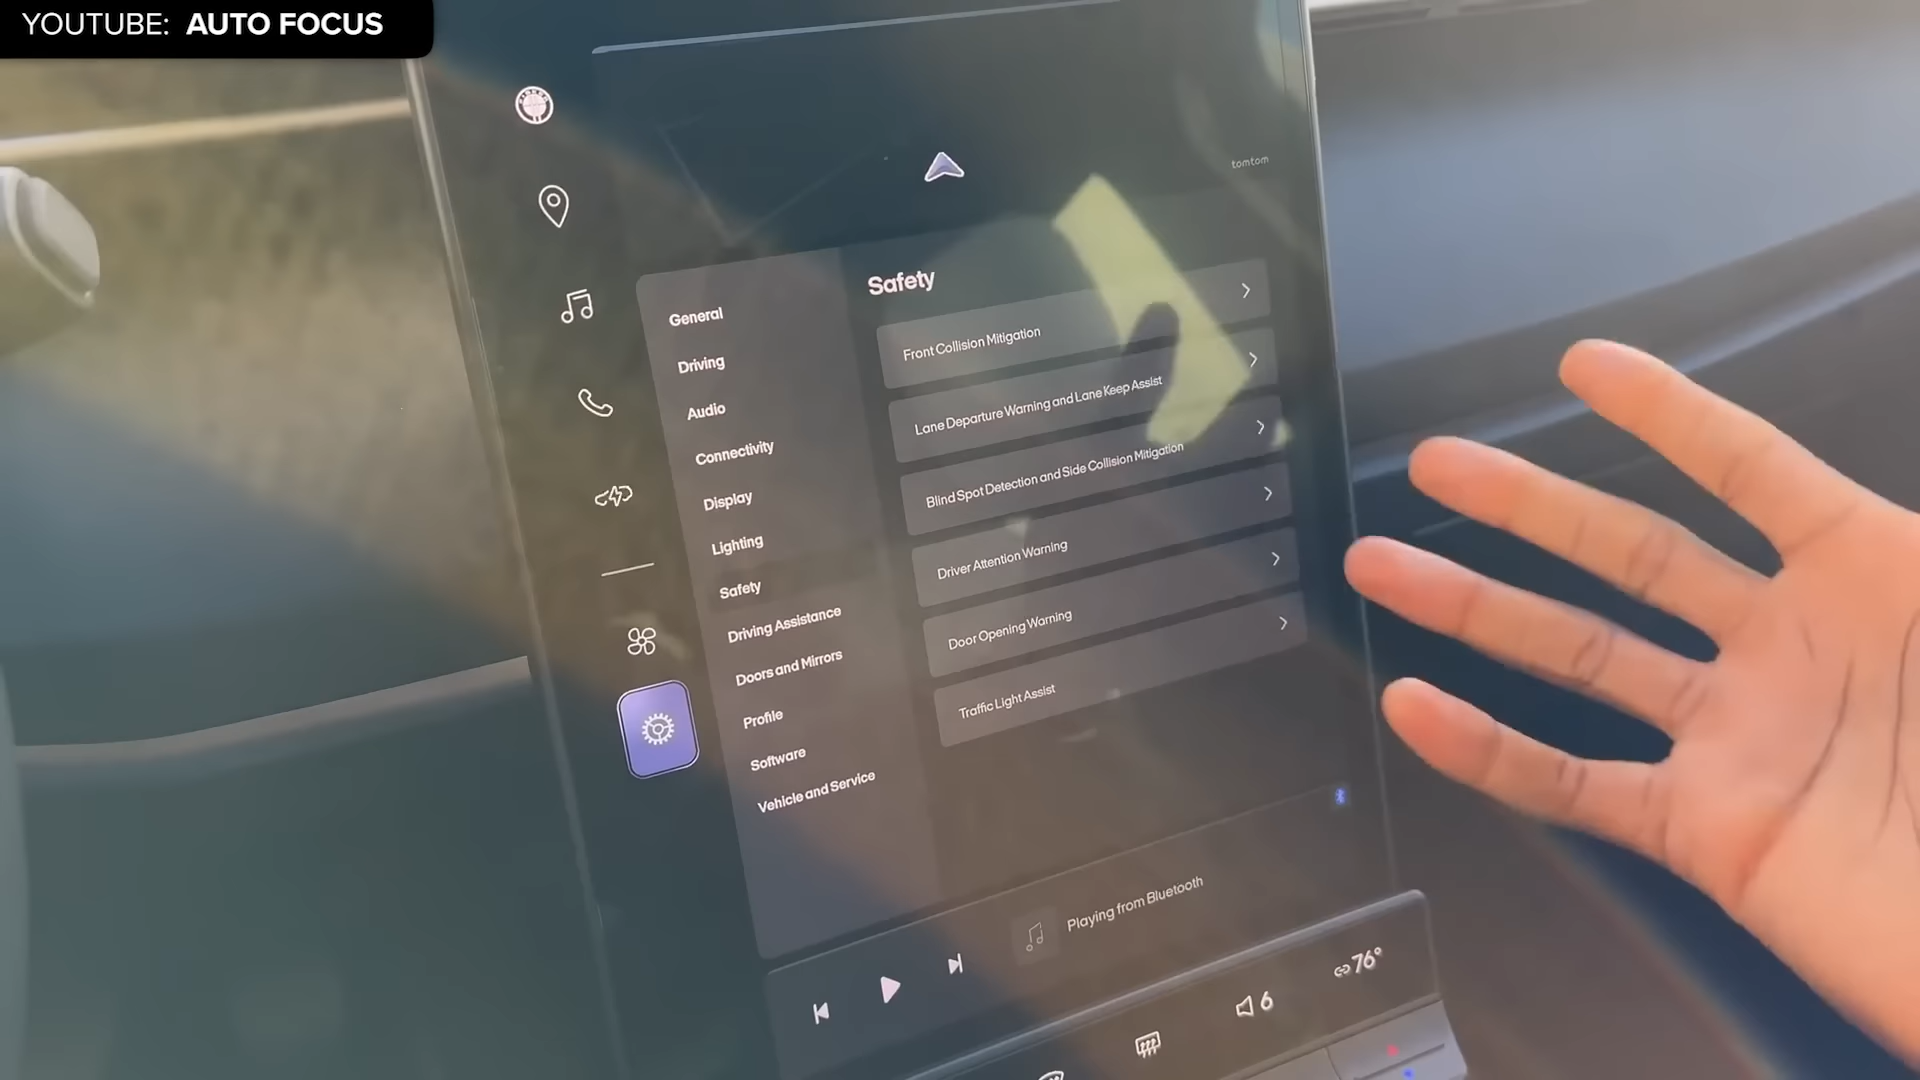 YOUTUBE: AUTO FOCUS
tomtom
Safety
General
Driving
Audio
Connectivity
Display
Lighting
Safety
Driving Assistance
Doors and Mirrors
Profile
Software
Vehicle and Service
Front Collision Mitigation
Lane Departure Warning and Lane Keep Assist
Blind Spot Detection and Side Collision Mitigation
Driver Attention Warning
Door Opening Warning
Traffic Light Assist
Playing from Bluetooth
6
76°